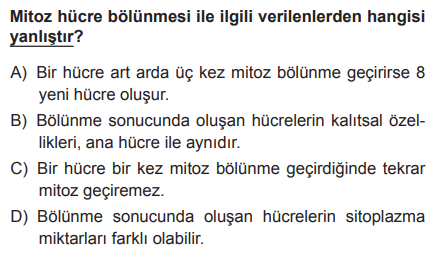 Mitoz hücre bölünmesi ile ilgili verilenlerden hangisi
yanlıştır?
A) Bir hücre art arda üç kez mitoz bölünme geçirirse 8
yeni hücre oluşur.
B) Bölünme sonucunda oluşan hücrelerin kalıtsal özel-
likleri, ana hücre ile aynıdır.
C) Bir hücre bir kez mitoz bölünme geçirdiğinde tekrar
mitoz geçiremez.
D) Bölünme sonucunda oluşan hücrelerin sitoplazma
miktarları farklı olabilir.